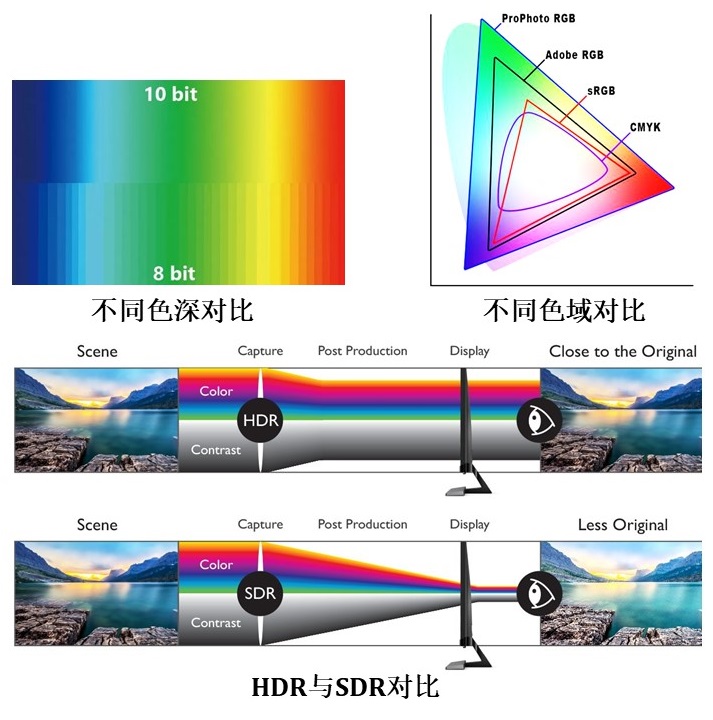 10 bit
8 bit
不同色深对比
ProPhoto RGB
Adobe RGB
sRGB
CMYK
不同色域对比
Scene Capture Post Production Display Close to the Original
Color
HDR
Contrast
Scene Capture Post Production Display Less Original
Color
SDR
Contrast
HDR与SDR对比